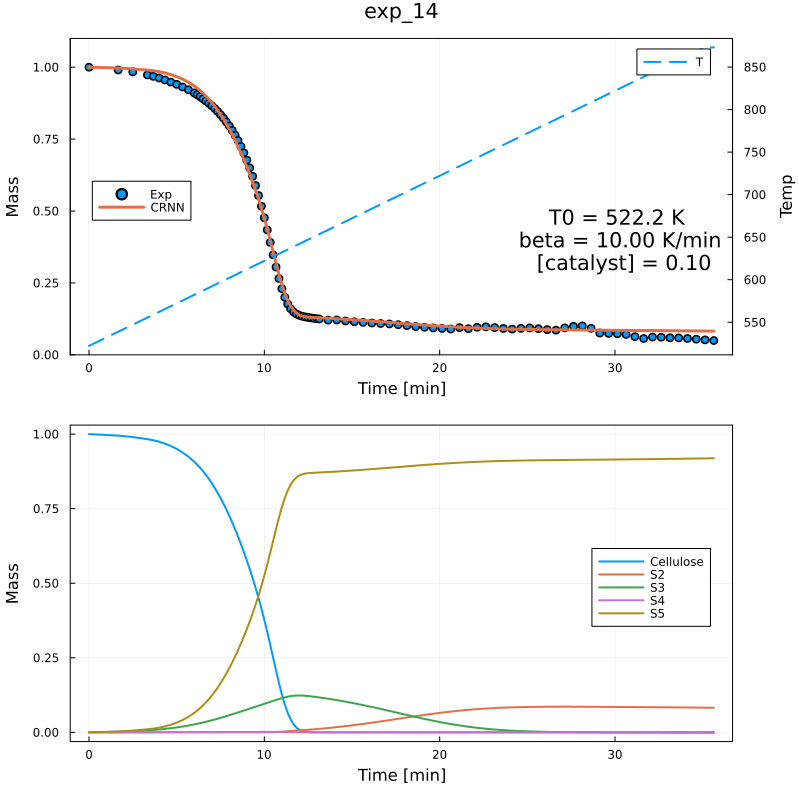 exp_14
1.00
0.75
0.50
0.25
0.00
Mass
850
800
750
700
650
600
550
Temp
T
Exp
CRNN
T0 = 522.2 K
beta = 10.00 K/min
[catalyst] = 0.10
0
10
20
30
Time [min]
1.00
0.75
0.50
0.25
0.00
Mass
Cellulose
S2
S3
S4
S5
0
10
20
30
Time [min]